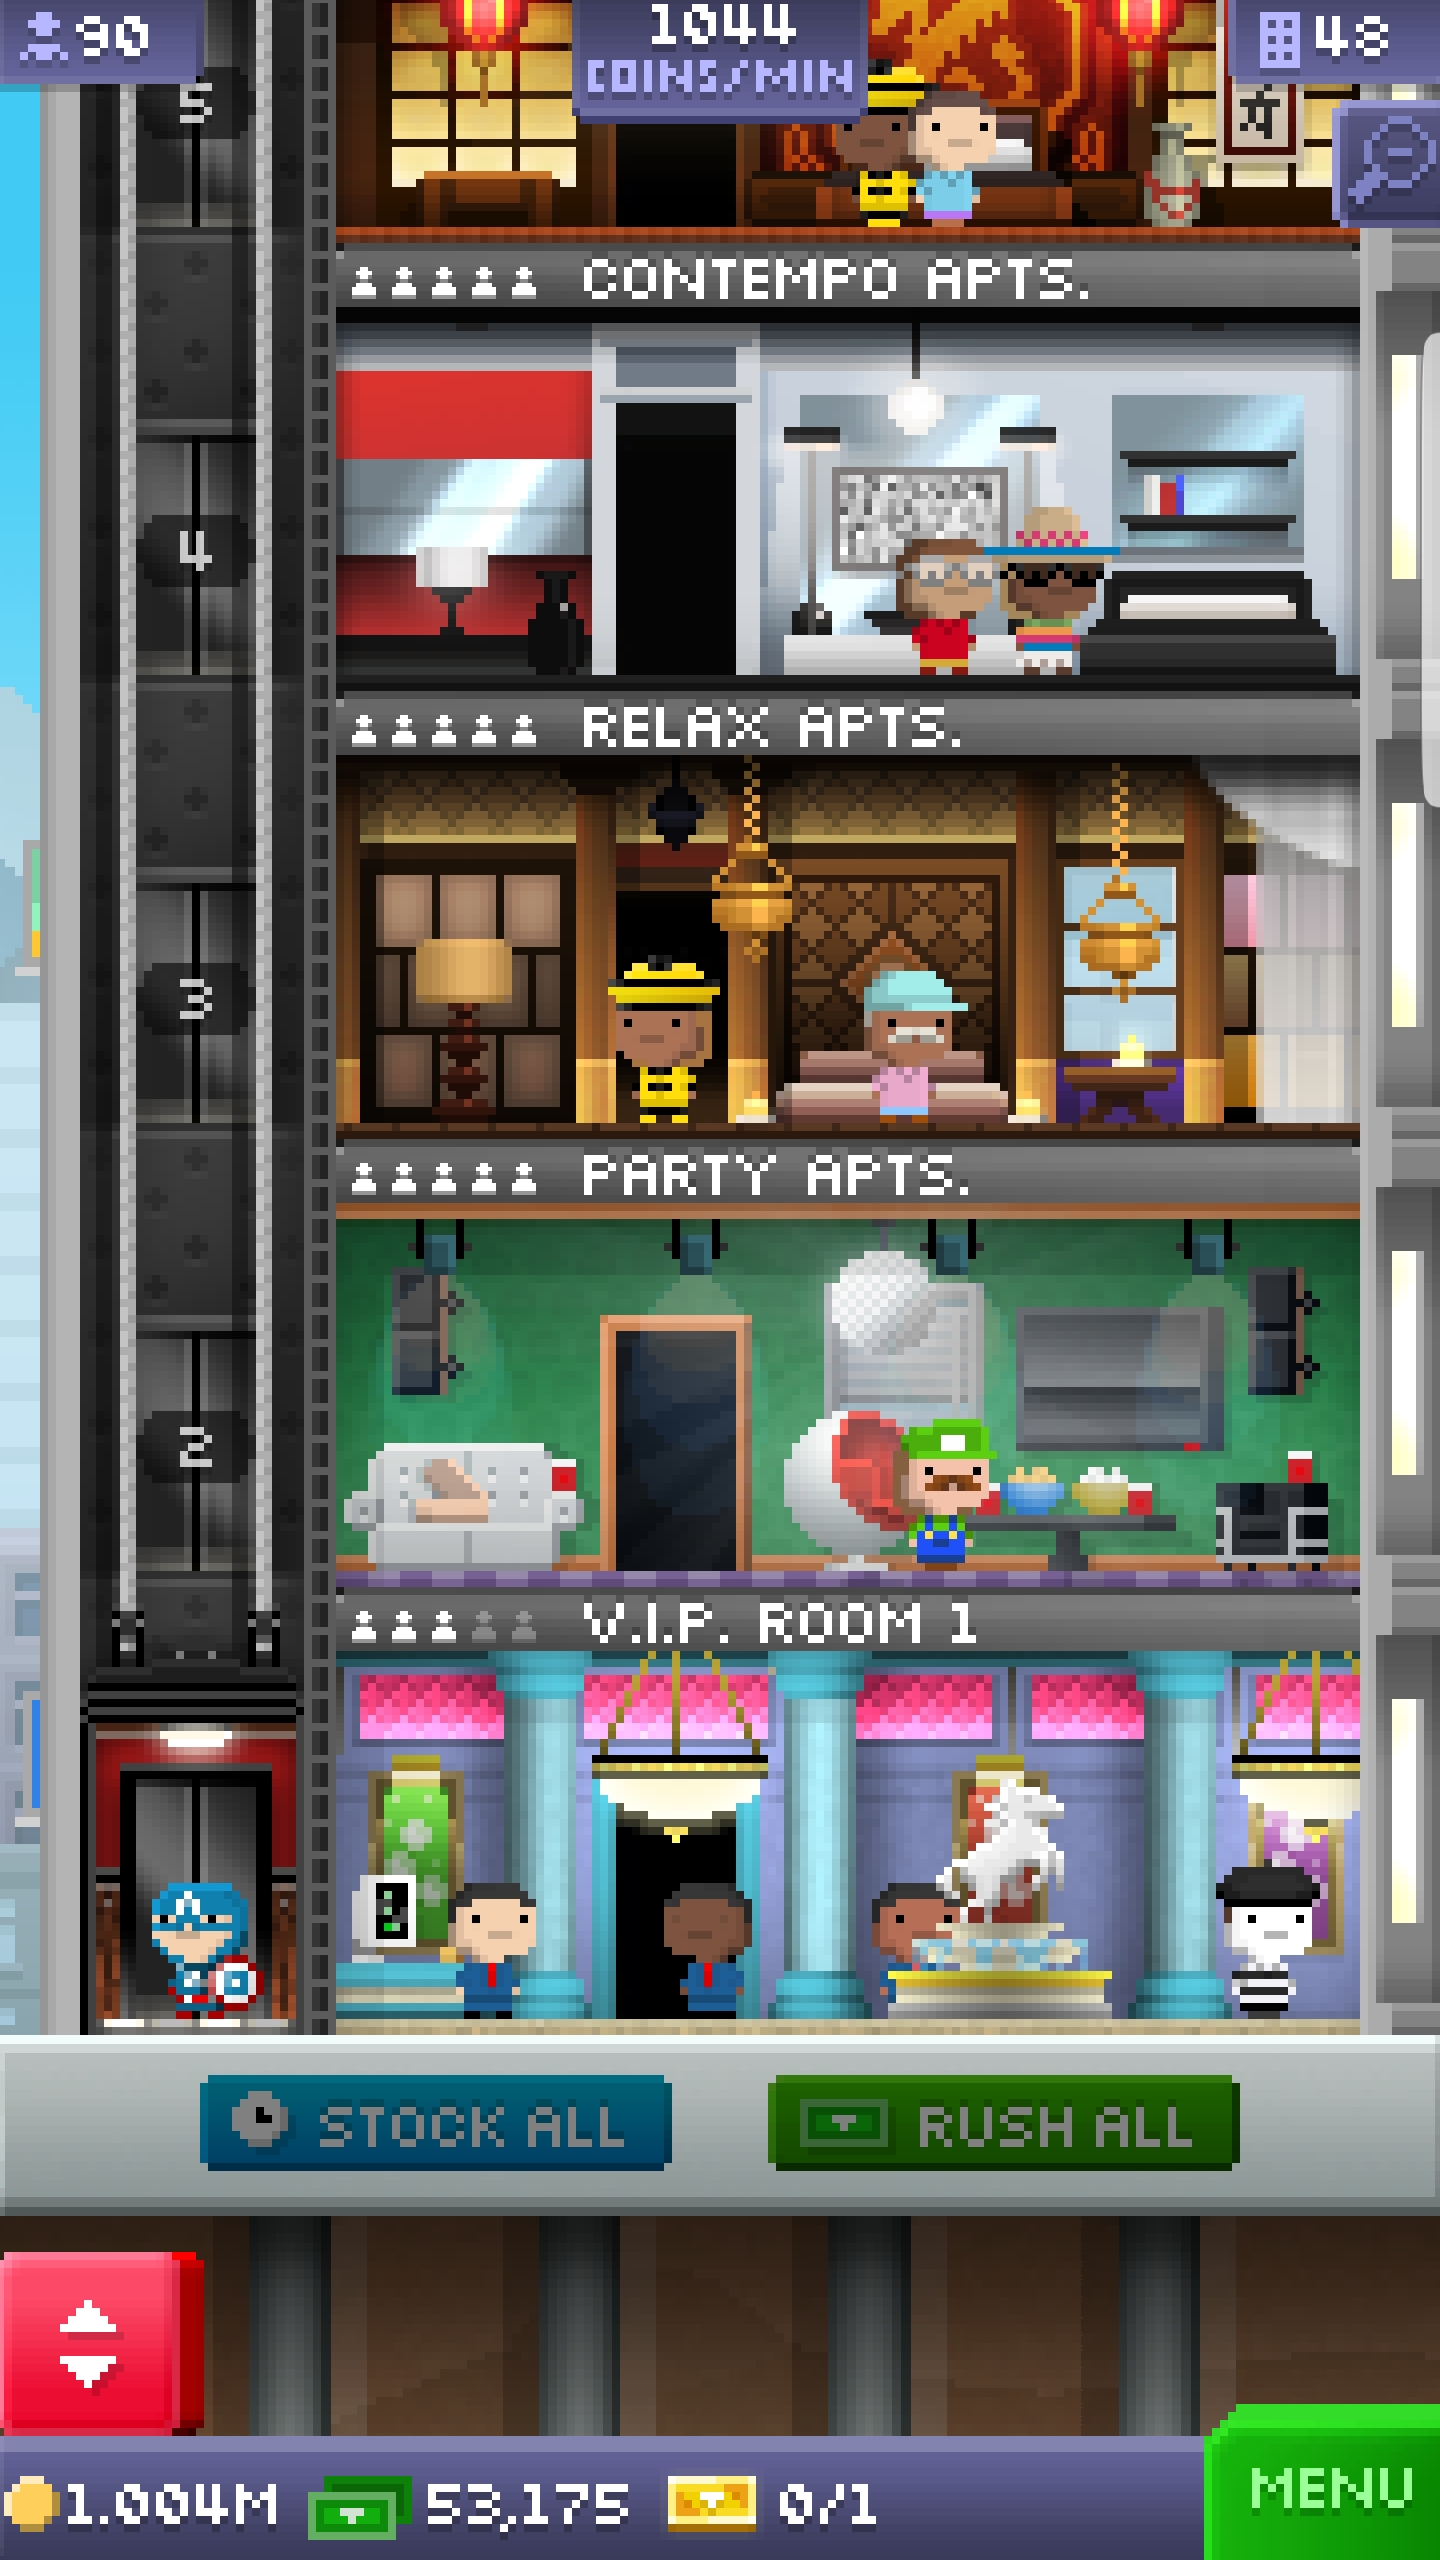 90
1044
COINS/MIN
48
5
CONTEMPO APTS.
4
RELAX APTS.
3
PARTY APTS.
2
V.I.P. ROOM 1
STOCK ALL
RUSH ALL
1.004M 53,175 0/1
MENU